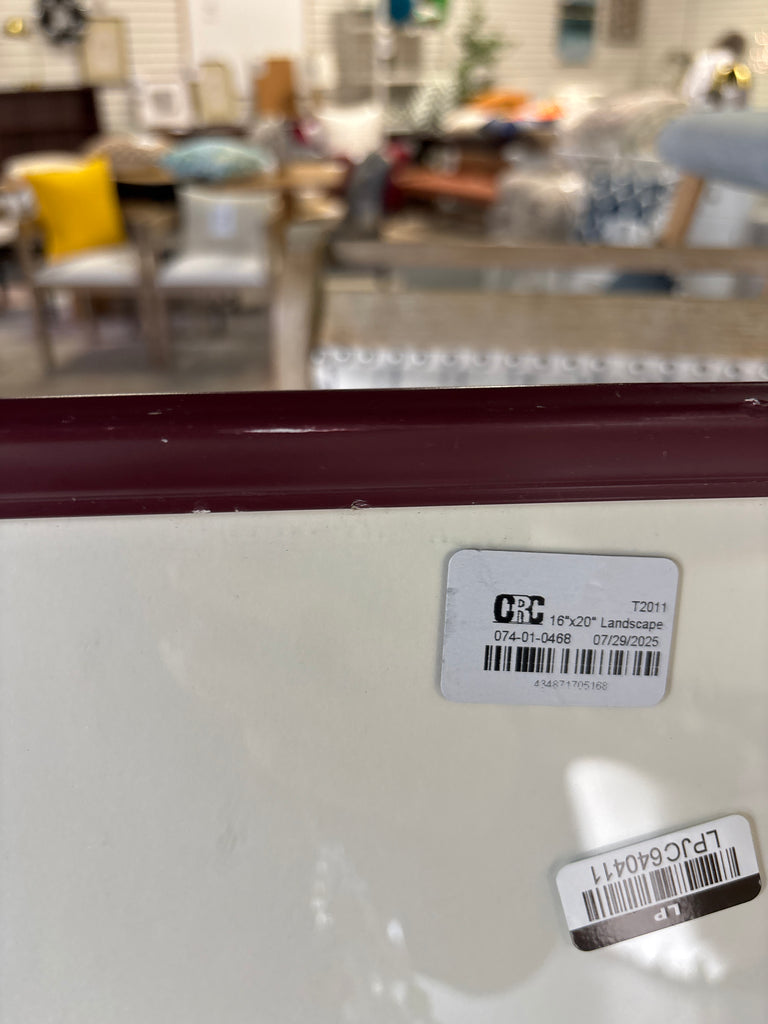 CRC
T2011
16"x20" Landscape
074-01-0468 07/29/2025
434871705168
LPJC640411
LP